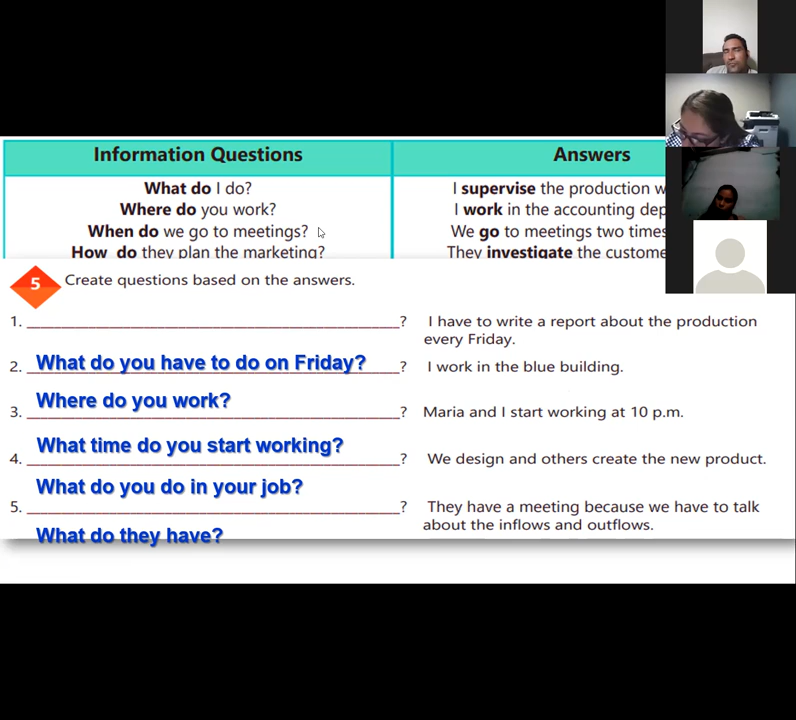 Information Questions
Answers
What do I do?
I supervise the production w
Where do you work?
I work in the accounting dep
When do we go to meetings?
We go to meetings two times
How do they plan the marketing?
They investigate the custome
5 Create questions based on the answers.
1. ?
I have to write a report about the production
every Friday.
What do you have to do on Friday?
2. ?
I work in the blue building.
Where do you work?
3. ?
Maria and I start working at 10 p.m.
What time do you start working?
4. ?
We design and others create the new product.
What do you do in your job?
5. ?
They have a meeting because we have to talk
about the inflows and outflows.
What do they have?